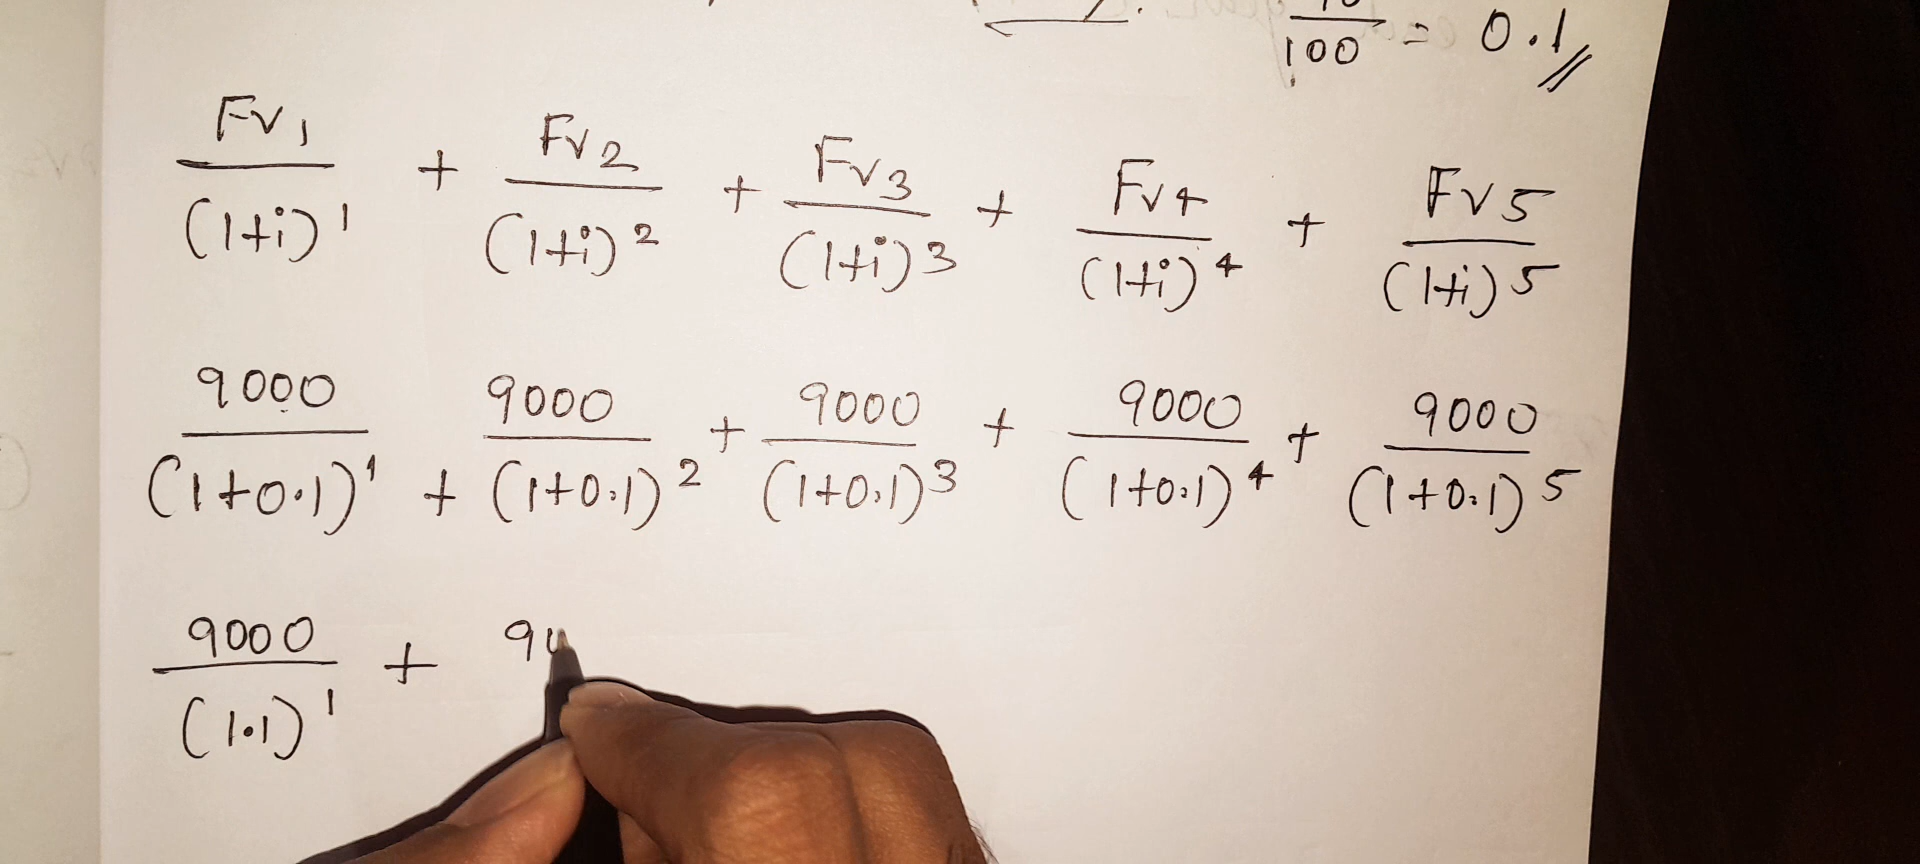 100 = 0.1
Fv1 + Fv2 + Fv3 + Fv4 + Fv5
(1+i)1 (1+i)2 (1+i)3 (1+i)4 (1+i)5
9000 9000 + 9000 + 9000 + 9000
(1+0.1)1 + (1+0.1)2 (1+0.1)3 (1+0.1)4 (1+0.1)5
9000 + 9
(1.1)1